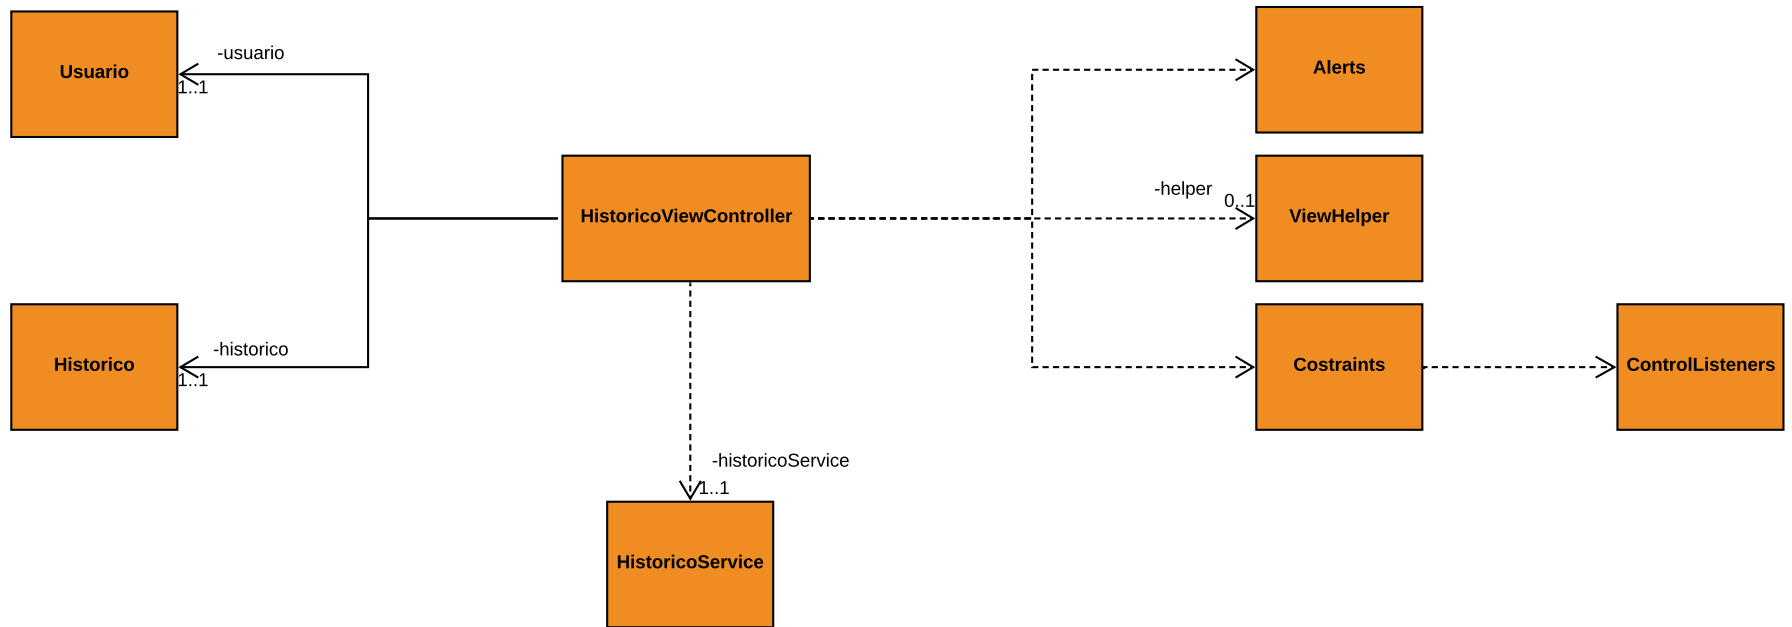 Usuario
-usuario
1..1
Alerts
HistoricoViewController
-helper
0..1
ViewHelper
Historico
-historico
1..1
Costraints
ControlListeners
-historicoService
1..1
HistoricoService